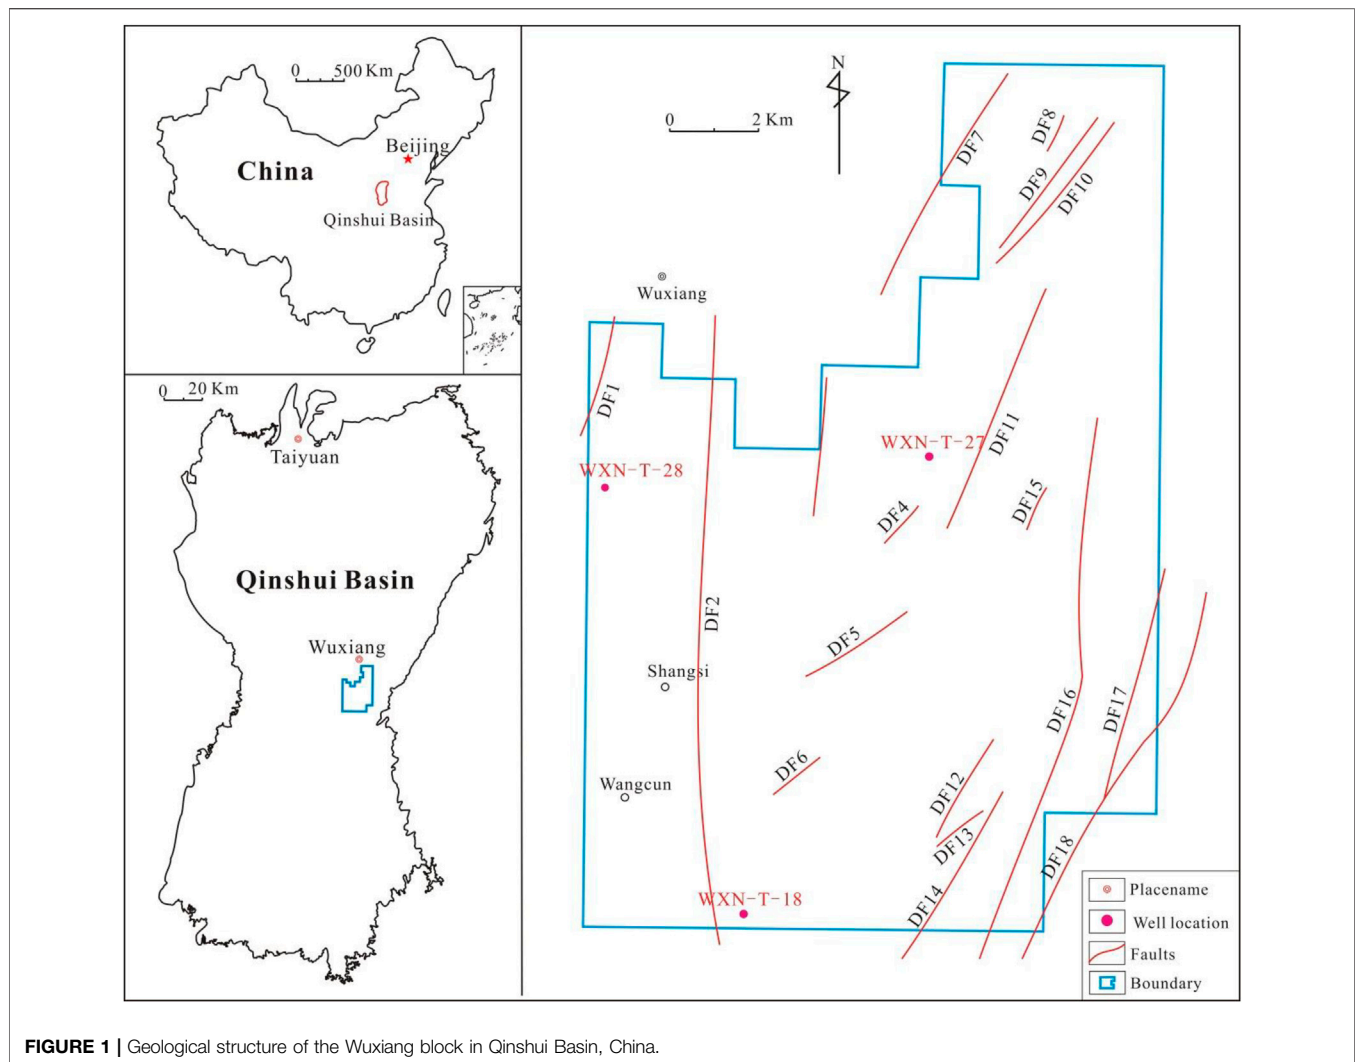 0 500 Km
Beijing
China
Qinshui Basin
0 20 Km
Taiyuan
Qinshui Basin
Wuxiang
N
0 2 Km
DF7
DF8
DF9
DF10
Wuxiang
DF1
DF11
WXN-T-27
WXN-T-28
DF4
DF15
DF2
DF5
Shangsi
DF16
DF17
DF6
Wangcun
DF12
DF13
DF18
DF14
WXN-T-18
Placename
Well location
Faults
Boundary
FIGURE 1 | Geological structure of the Wuxiang block in Qinshui Basin, China.